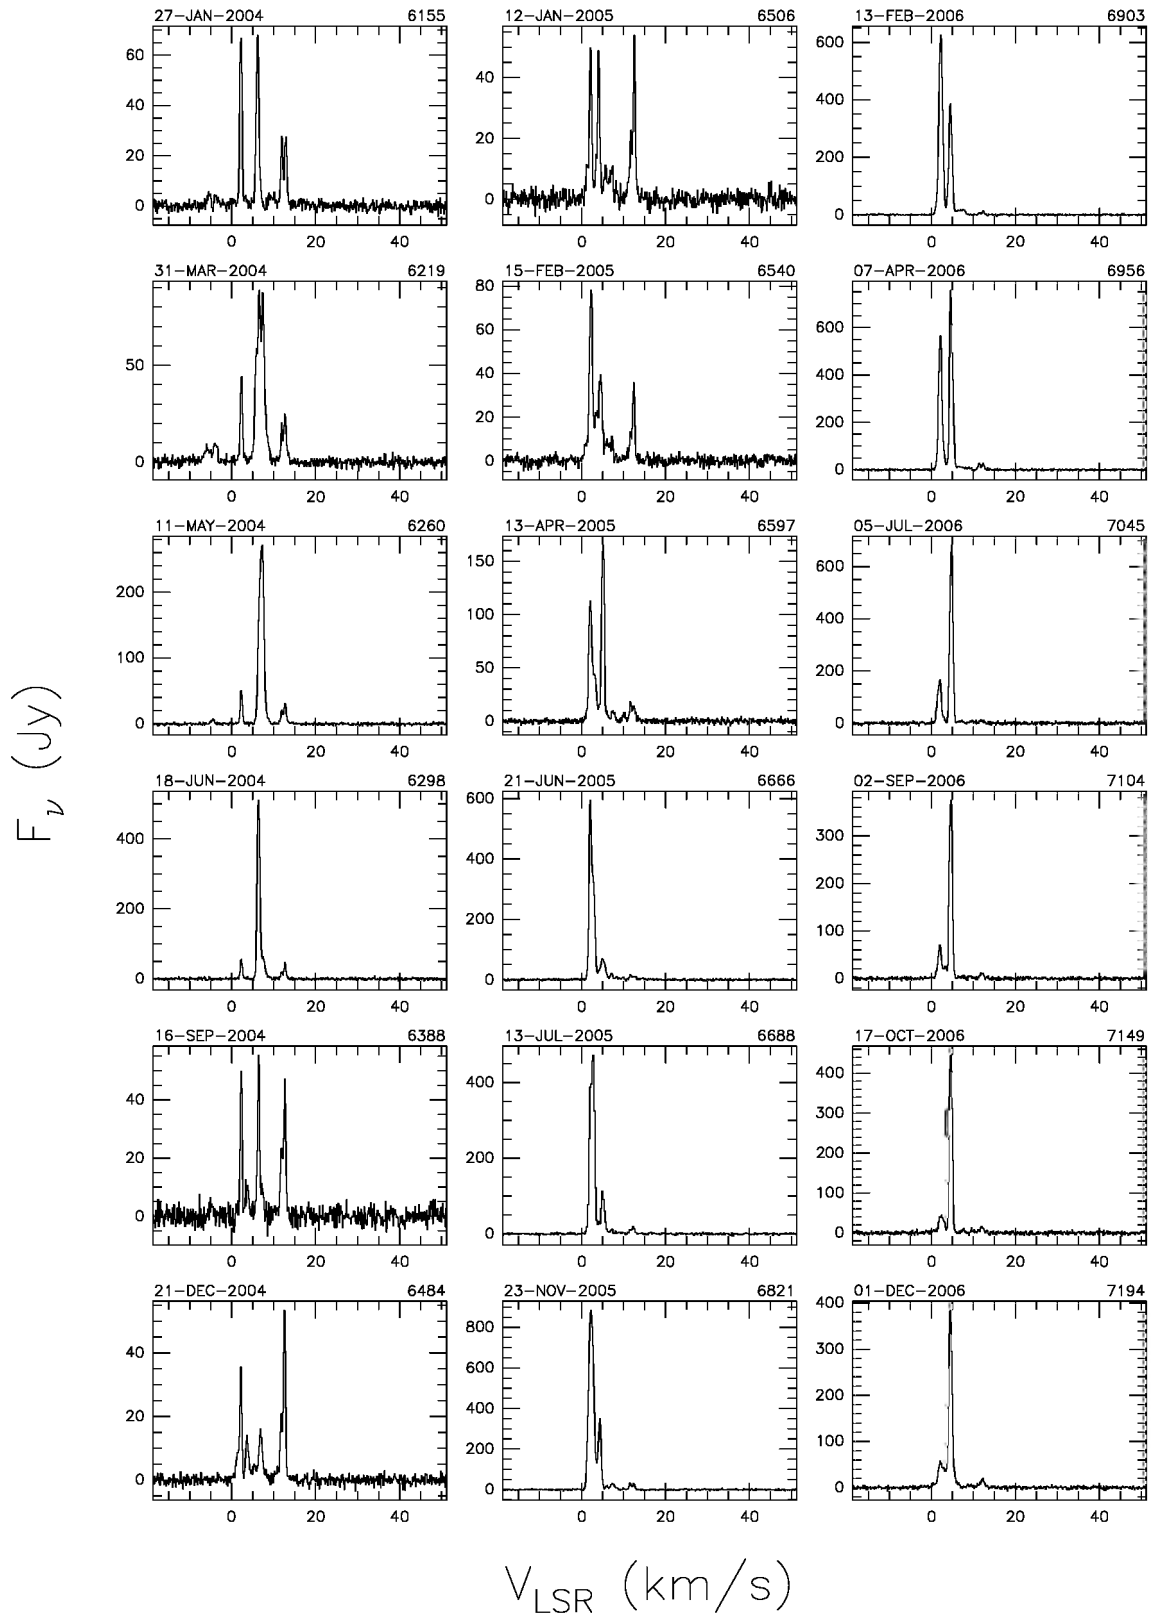 27-JAN-2004 6155
60
40
20
0
0 20 40
12-JAN-2005 6506
40
20
0
0 20 40
13-FEB-2006 6903
600
400
200
0
0 20 40
31-MAR-2004 6219
50
0
0 20 40
15-FEB-2005 6540
80
60
40
20
0
0 20 40
07-APR-2006 6956
600
400
200
0
0 20 40
11-MAY-2004 6260
200
100
0
0 20 40
13-APR-2005 6597
150
100
50
0
0 20 40
05-JUL-2006 7045
600
400
200
0
0 20 40
18-JUN-2004 6298
400
200
0
0 20 40
21-JUN-2005 6666
600
400
200
0
0 20 40
02-SEP-2006 7104
300
200
100
0
0 20 40
16-SEP-2004 6388
40
20
0
0 20 40
13-JUL-2005 6688
400
200
0
0 20 40
17-OCT-2006 7149
400
300
200
100
0
0 20 40
21-DEC-2004 6484
40
20
0
0 20 40
23-NOV-2005 6821
800
600
400
200
0
0 20 40
01-DEC-2006 7194
400
300
200
100
0
0 20 40
F_ν (Jy)
V_LSR (km/s)